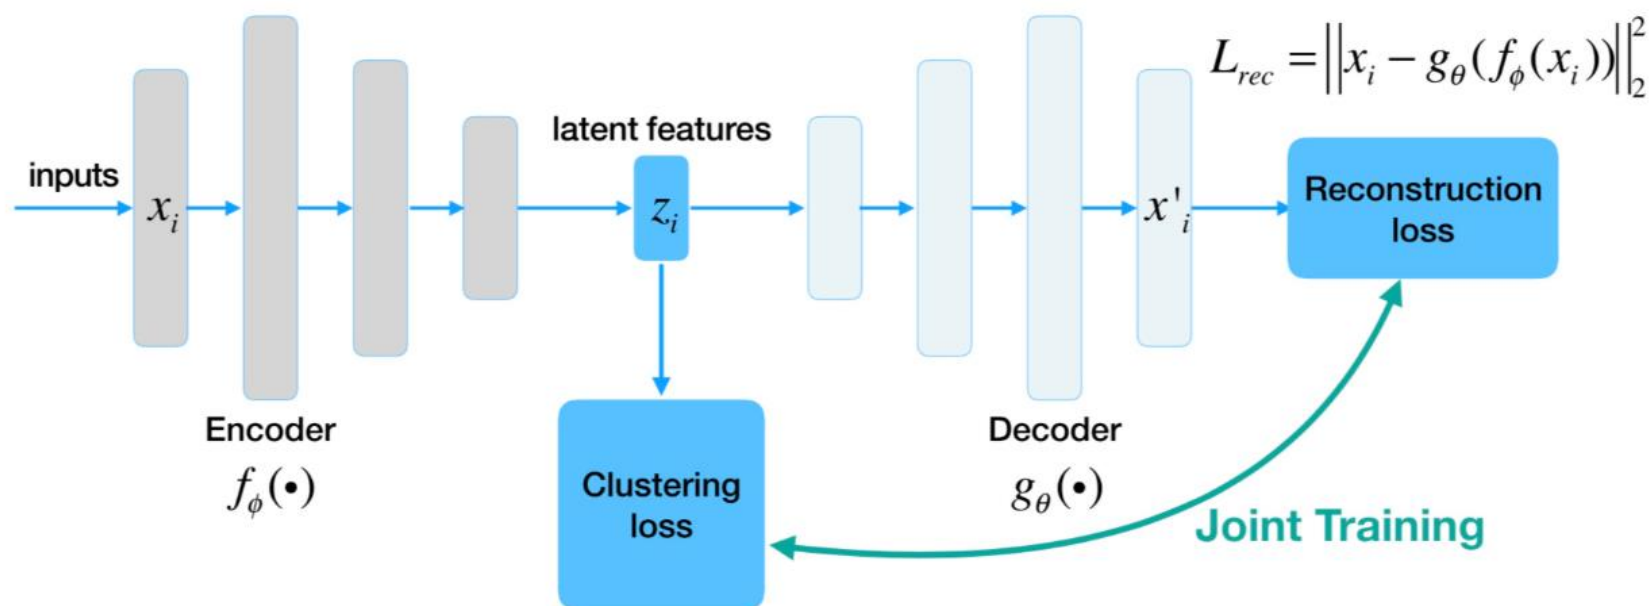 L_rec = ||x_i − g_θ(f_ϕ(x_i))||_2^2
latent features
inputs
x_i
z_i
x'_i
Reconstruction
loss
Encoder
f_ϕ(•)
Decoder
g_θ(•)
Clustering
loss
Joint Training